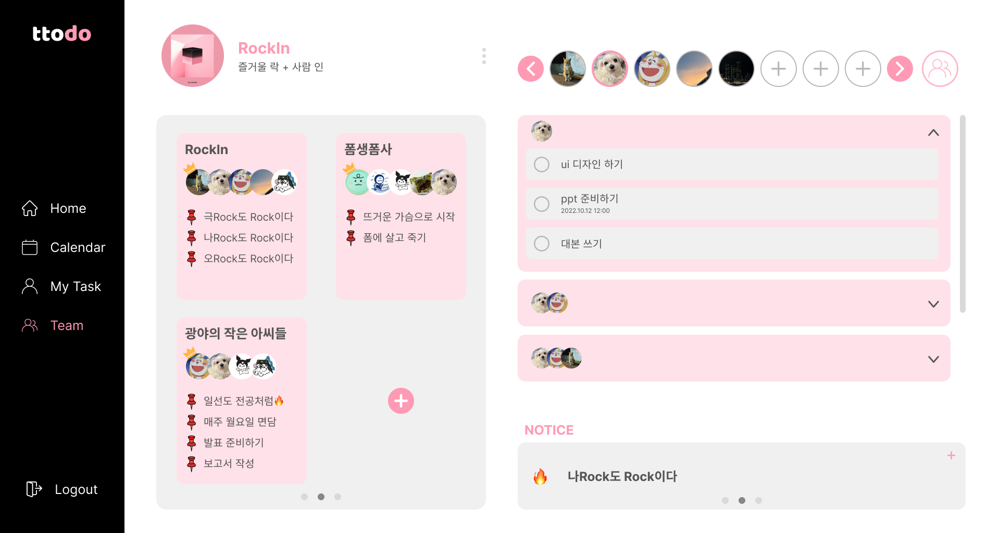 ttodo
Home
Calendar
My Task
Team
Logout
RockIn
즐거울 락 + 사람 인
RockIn
극Rock도 Rock이다
나Rock도 Rock이다
오Rock도 Rock이다
폼생폼사
뜨거운 가슴으로 시작
폼에 살고 죽기
광야의 작은 아씨들
일선도 전공처럼🔥
매주 월요일 면담
발표 준비하기
보고서 작성
ui 디자인 하기
ppt 준비하기
2022.10.12 12:00
대본 쓰기
NOTICE
🔥 나Rock도 Rock이다